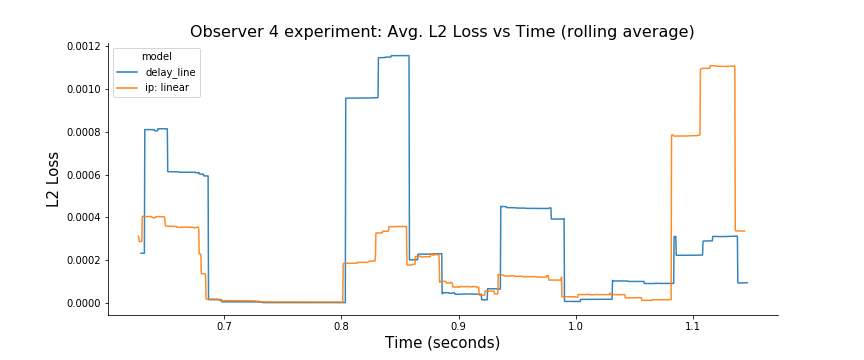 Observer 4 experiment: Avg. L2 Loss vs Time (rolling average)
0.0012
0.0010
0.0008
0.0006
0.0004
0.0002
0.0000
L2 Loss
model
delay_line
ip: linear
0.7 0.8 0.9 1.0 1.1
Time (seconds)